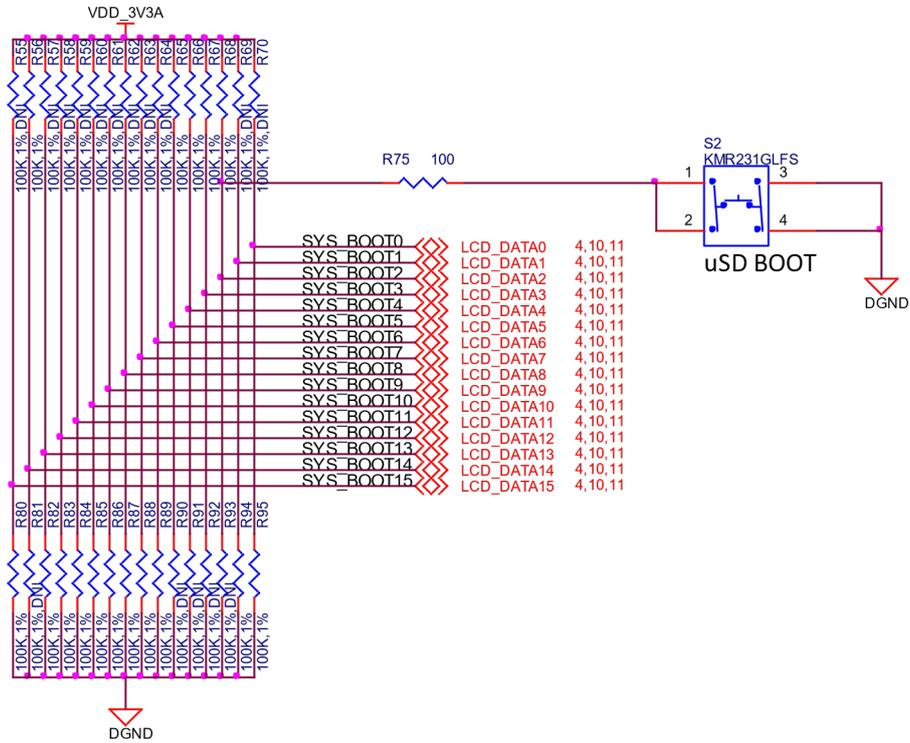 VDD_3V3A
R55
R56
R57
R58
R59
R60
R61
R62
R63
R64
R65
R66
R67
R68
R69
R70
100K,1%,DNI
100K,1%
100K,1%,DNI
100K,1%,DNI
100K,1%,DNI
100K,1%,DNI
100K,1%,DNI
100K,1%,DNI
100K,1%,DNI
100K,1%,DNI
100K,1%
100K,1%
100K,1%
100K,1%
100K,1%,DNI
100K,1%,DNI
R75 100
S2
KMR231GLFS
1 3
2 4
uSD BOOT
DGND
SYS_BOOT0 LCD_DATA0 4,10,11
SYS_BOOT1 LCD_DATA1 4,10,11
SYS_BOOT2 LCD_DATA2 4,10,11
SYS_BOOT3 LCD_DATA3 4,10,11
SYS_BOOT4 LCD_DATA4 4,10,11
SYS_BOOT5 LCD_DATA5 4,10,11
SYS_BOOT6 LCD_DATA6 4,10,11
SYS_BOOT7 LCD_DATA7 4,10,11
SYS_BOOT8 LCD_DATA8 4,10,11
SYS_BOOT9 LCD_DATA9 4,10,11
SYS_BOOT10 LCD_DATA10 4,10,11
SYS_BOOT11 LCD_DATA11 4,10,11
SYS_BOOT12 LCD_DATA12 4,10,11
SYS_BOOT13 LCD_DATA13 4,10,11
SYS_BOOT14 LCD_DATA14 4,10,11
SYS_BOOT15 LCD_DATA15 4,10,11
R80
R81
R82
R83
R84
R85
R86
R87
R88
R89
R90
R91
R92
R93
R94
R95
100K,1%
100K,1%,DNI
100K,1%
100K,1%
100K,1%
100K,1%
100K,1%
100K,1%
100K,1%
100K,1%
100K,1%,DNI
100K,1%,DNI
100K,1%,DNI
100K,1%,DNI
100K,1%
100K,1%
DGND